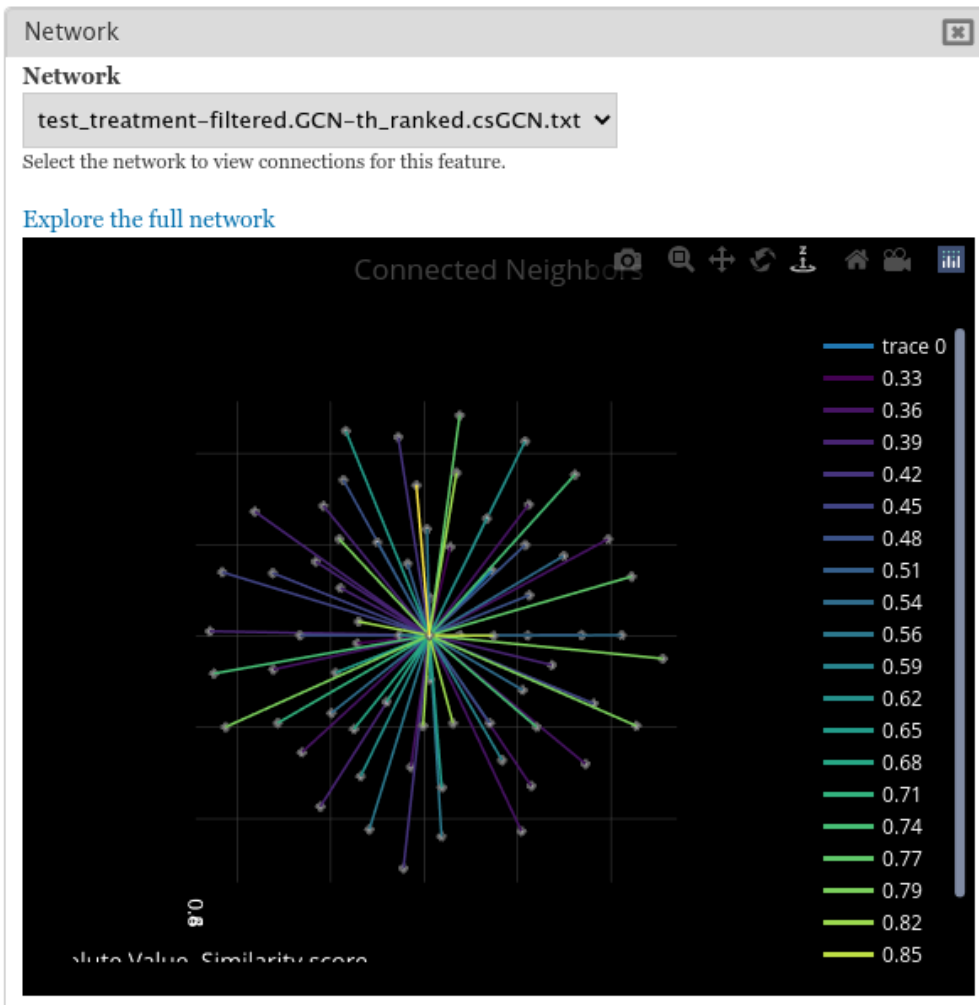 Network
Network
test_treatment-filtered.GCN-th_ranked.csGCN.txt
Select the network to view connections for this feature.
Explore the full network
Connected Neighbors
trace 0
0.33
0.36
0.39
0.42
0.45
0.48
0.51
0.54
0.56
0.59
0.62
0.65
0.68
0.71
0.74
0.77
0.79
0.82
0.85
Value Similarity score